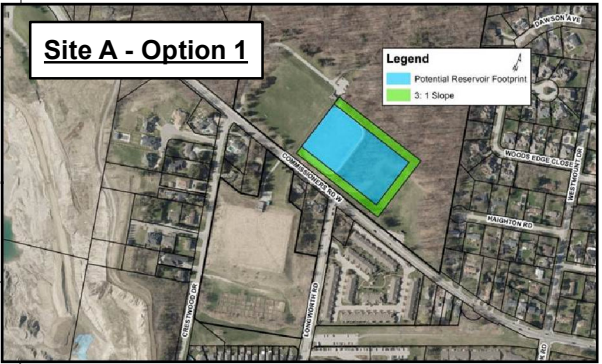 Site A - Option 1
DAWSON AVE
Legend
Potential Reservoir Footprint
3: 1 Slope
COMMISSIONERS RD W
WOODS EDGE CLOSE
WESTMOUNT DR
HAIGHTON RD
CRESTWOOD DR
LONGWORTH RD
RD